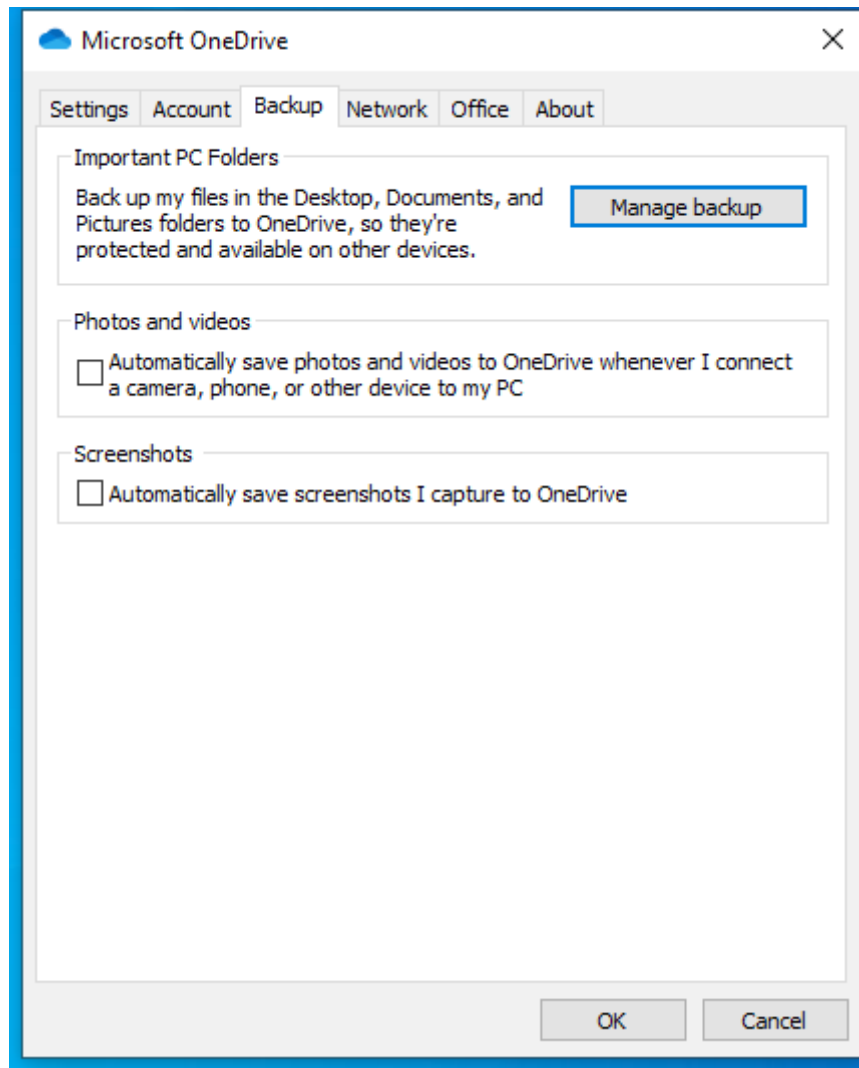 Microsoft OneDrive
Settings Account Backup Network Office About
Important PC Folders
Back up my files in the Desktop, Documents, and
Pictures folders to OneDrive, so they're
protected and available on other devices.
Manage backup
Photos and videos
Automatically save photos and videos to OneDrive whenever I connect
a camera, phone, or other device to my PC
Screenshots
Automatically save screenshots I capture to OneDrive
OK Cancel